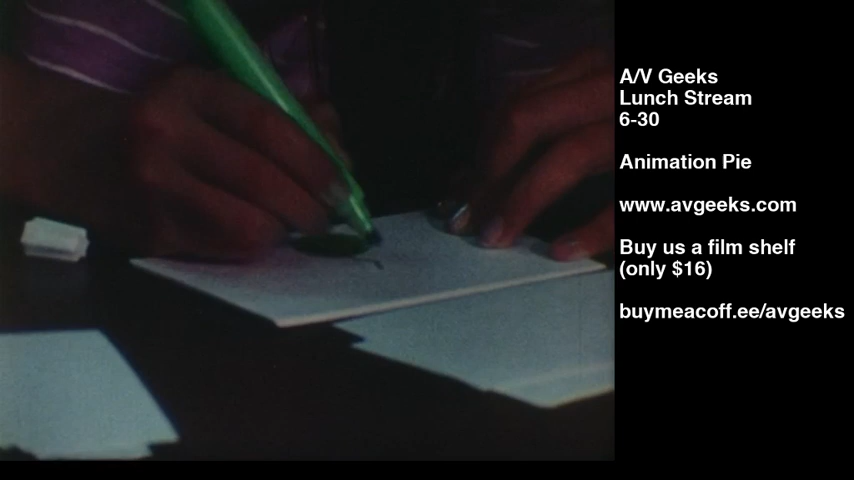 A/V Geeks
Lunch Stream
6-30
Animation Pie
www.avgeeks.com
Buy us a film shelf
(only $16)
buymeacoff.ee/avgeeks